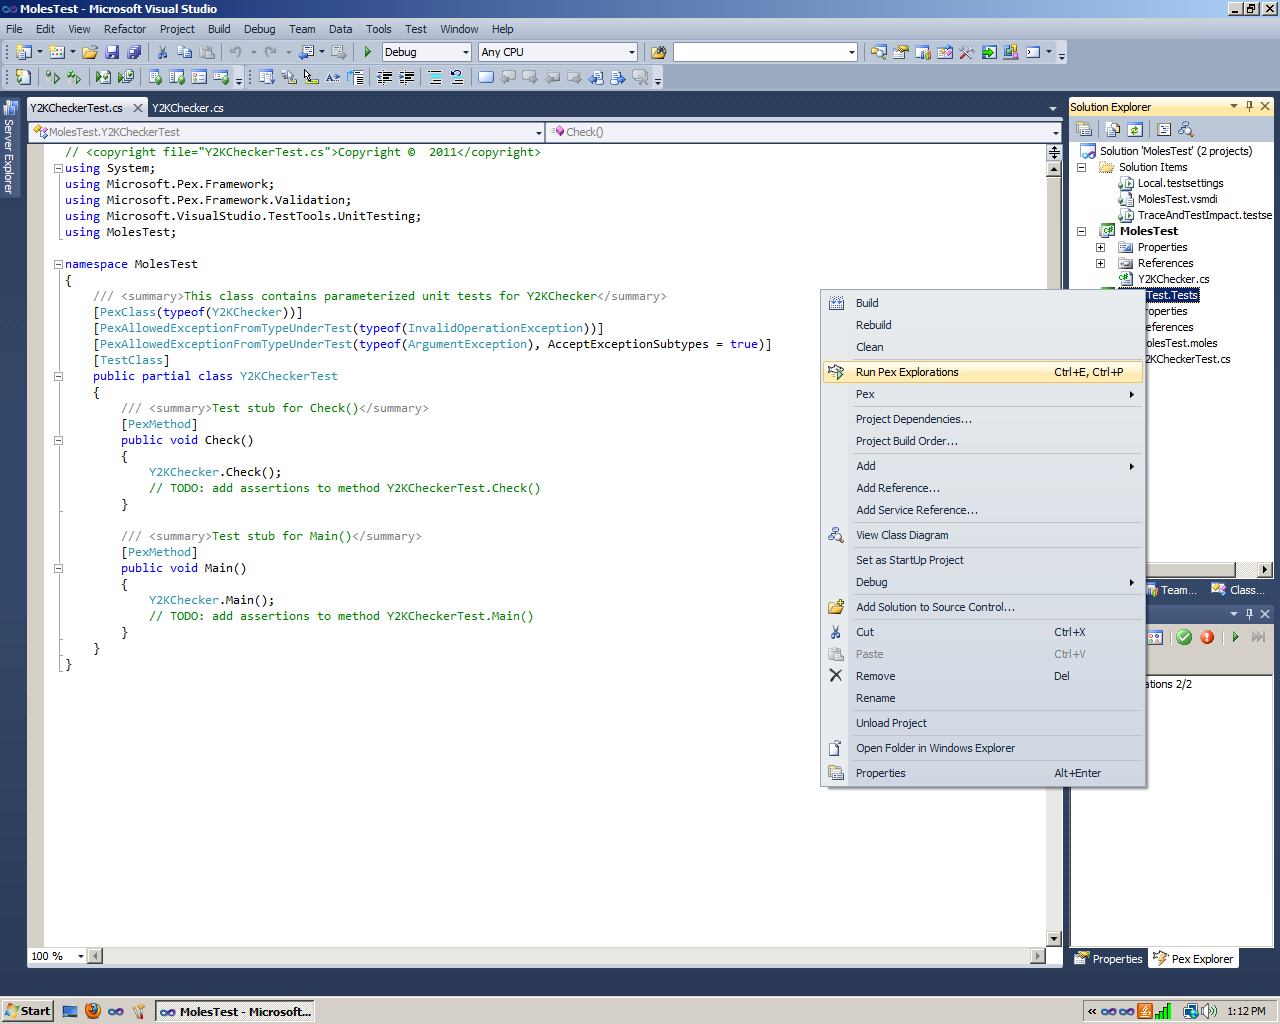 MolesTest - Microsoft Visual Studio
File Edit View Refactor Project Build Debug Team Data Tools Test Window Help
Debug Any CPU
Server Explorer
Y2KCheckerTest.cs Y2KChecker.cs
MolesTest.Y2KCheckerTest Check()
// <copyright file="Y2KCheckerTest.cs">Copyright © 2011</copyright>
using System;
using Microsoft.Pex.Framework;
using Microsoft.Pex.Framework.Validation;
using Microsoft.VisualStudio.TestTools.UnitTesting;
using MolesTest;
namespace MolesTest
{
/// <summary>This class contains parameterized unit tests for Y2KChecker</summary>
[PexClass(typeof(Y2KChecker))]
[PexAllowedExceptionFromTypeUnderTest(typeof(InvalidOperationException))]
[PexAllowedExceptionFromTypeUnderTest(typeof(ArgumentException), AcceptExceptionSubtypes = true)]
[TestClass]
public partial class Y2KCheckerTest
{
/// <summary>Test stub for Check()</summary>
[PexMethod]
public void Check()
{
Y2KChecker.Check();
// TODO: add assertions to method Y2KCheckerTest.Check()
}
/// <summary>Test stub for Main()</summary>
[PexMethod]
public void Main()
{
Y2KChecker.Main();
// TODO: add assertions to method Y2KCheckerTest.Main()
}
}
}
100 %
Build
Rebuild
Clean
Run Pex Explorations Ctrl+E, Ctrl+P
Pex
Project Dependencies...
Project Build Order...
Add
Add Reference...
Add Service Reference...
View Class Diagram
Set as StartUp Project
Debug
Add Solution to Source Control...
Cut Ctrl+X
Paste Ctrl+V
Remove Del
Rename
Unload Project
Open Folder in Windows Explorer
Properties Alt+Enter
Solution Explorer
Solution 'MolesTest' (2 projects)
Solution Items
Local.testsettings
MolesTest.vsmdi
TraceAndTestImpact.testse
MolesTest
Properties
References
Y2KChecker.cs
Test.Tests
operties
eferences
olesTest.moles
2KCheckerTest.cs
Team... Class...
ations 2/2
Properties Pex Explorer
Start MolesTest - Microsoft... « 1:12 PM